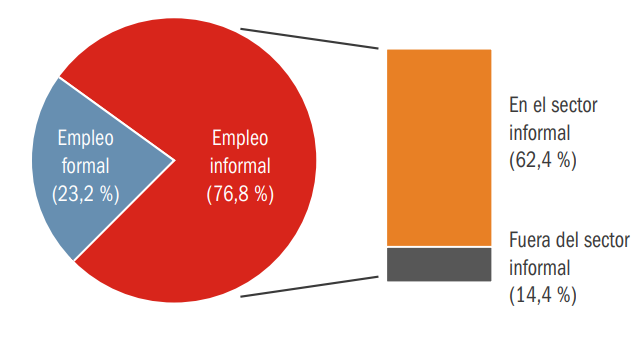 Empleo
formal
(23,2 %)
Empleo
informal
(76,8 %)
En el sector
informal
(62,4 %)
Fuera del sector
informal
(14,4 %)